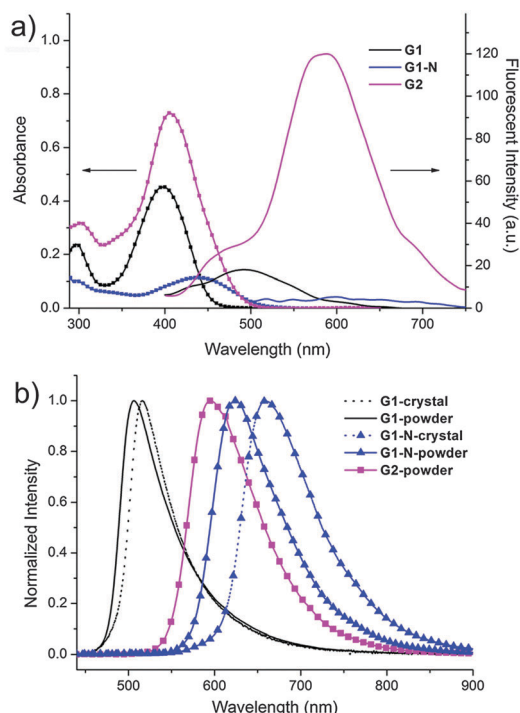 a)
G1
G1-N
G2
Absorbance
Fluorescent Intensity (a.u.)
1.0
0.8
0.6
0.4
0.2
0.0
120
100
80
60
40
20
0
300 400 500 600 700
Wavelength (nm)
b)
G1-crystal
G1-powder
G1-N-crystal
G1-N-powder
G2-powder
Normalized Intensity
1.0
0.8
0.6
0.4
0.2
0.0
500 600 700 800 900
Wavelength (nm)